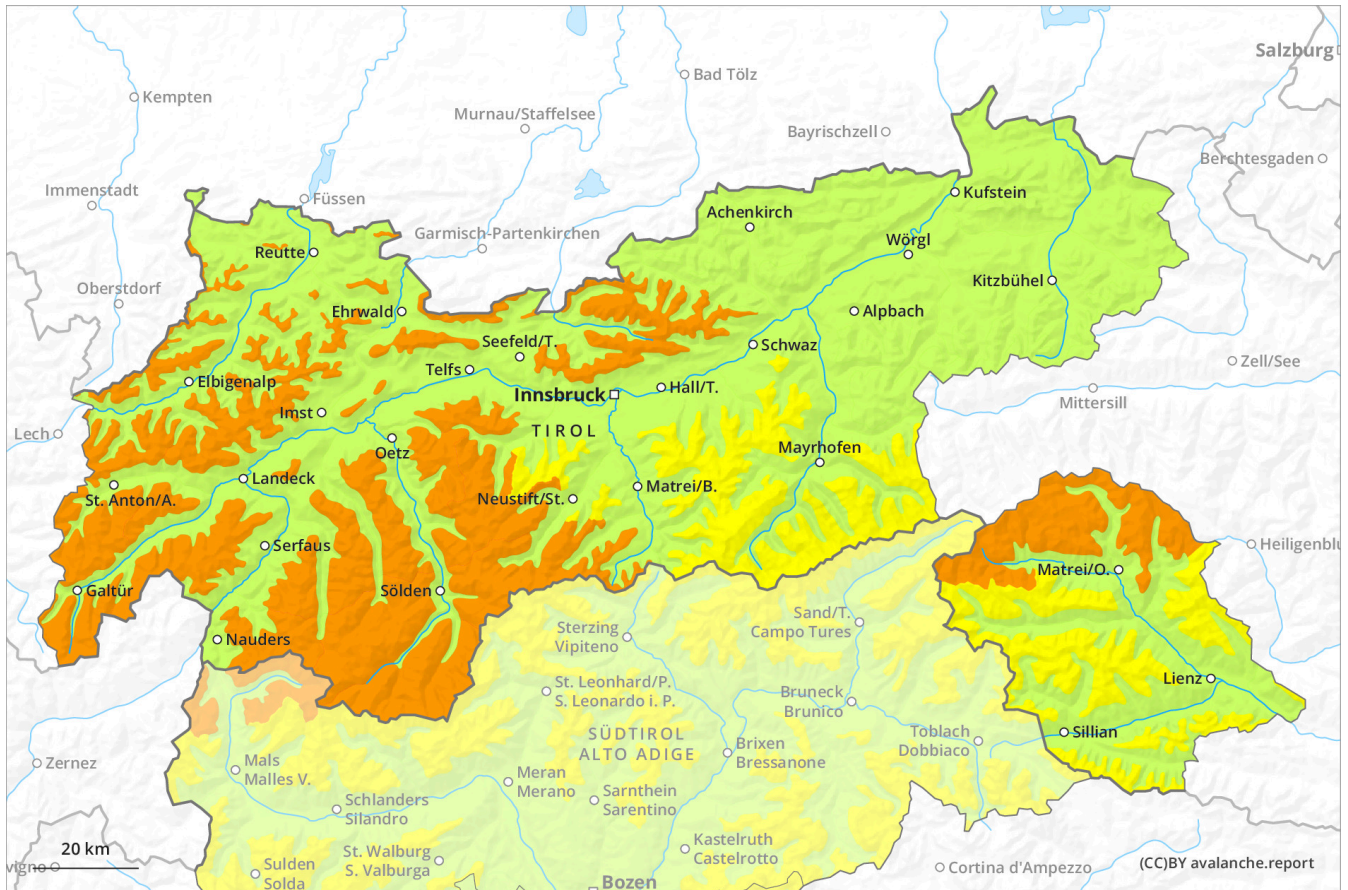 Salzburg
Bad Tölz
Kempten
Murnau/Staffelsee
Bayrischzell
Berchtesgaden
Immenstadt
Füssen
Kufstein
Achenkirch
Garmisch-Partenkirchen
Wörgl
Reutte
Kitzbühel
Oberstdorf
Ehrwald
Alpbach
Seefeld/T.
Schwaz
Zell/See
Telfs
Elbigenalp
Hall/T.
Innsbruck
Mittersill
Imst
TIROL
Lech
Oetz
Mayrhofen
Landeck
Matrei/B.
St. Anton/A.
Neustift/St.
Serfaus
Heiligenblu
Matrei/O.
Galtür
Sölden
Sand/T.
Campo Tures
Sterzing
Vipiteno
Nauders
Lienz
St. Leonhard/P.
S. Leonardo i. P.
Bruneck
Brunico
Sillian
SÜDTIROL
ALTO ADIGE
Toblach
Dobbiaco
Brixen
Bressanone
Zernez
Mals
Malles V.
Meran
Merano
Sarnthein
Sarentino
Schlanders
Silandro
Kastelruth
Castelrotto
20 km
St. Walburg
S. Valburga
(CC)BY avalanche.report
vigno
Cortina d'Ampezzo
Sulden
Solda
Bozen